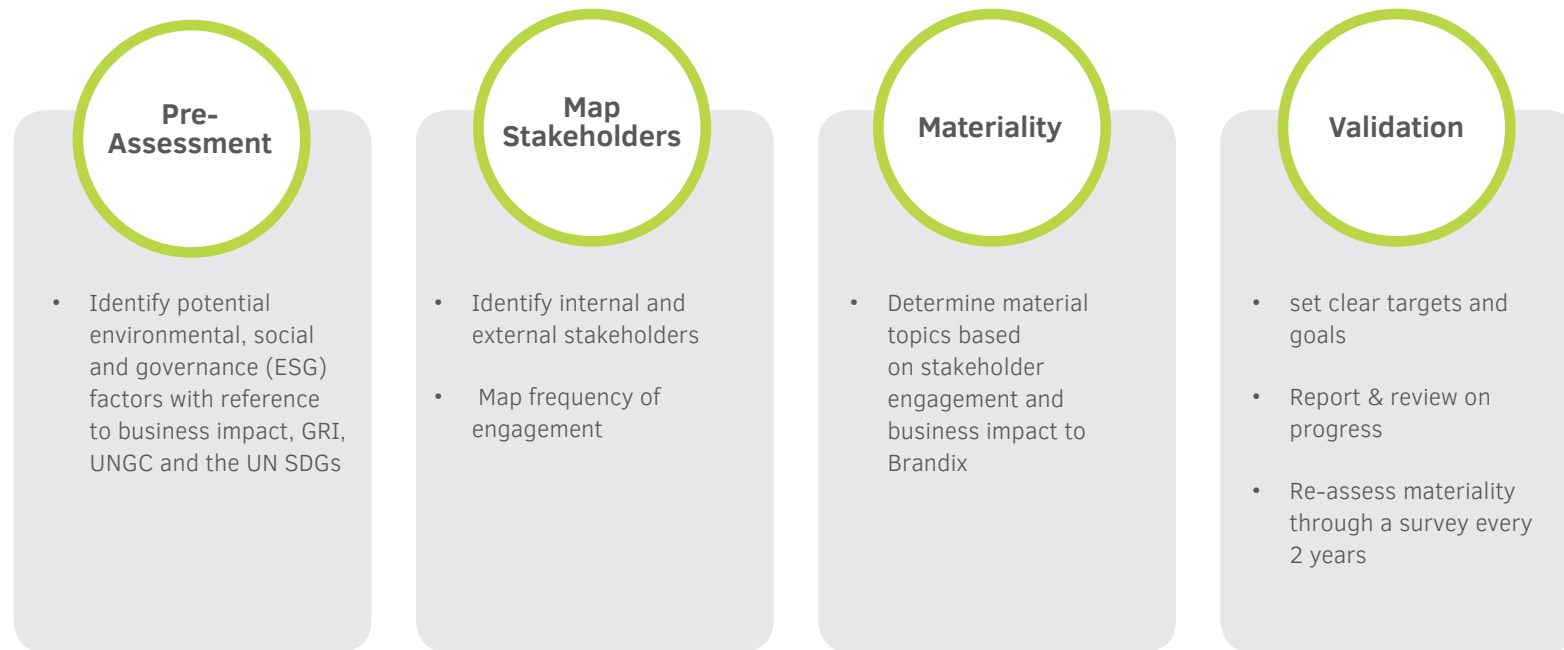 Pre-
Assessment
• Identify potential
environmental, social
and governance (ESG)
factors with reference
to business impact, GRI,
UNGC and the UN SDGs
Map
Stakeholders
• Identify internal and
external stakeholders
• Map frequency of
engagement
Materiality
• Determine material
topics based
on stakeholder
engagement and
business impact to
Brandix
Validation
• set clear targets and
goals
• Report & review on
progress
• Re-assess materiality
through a survey every
2 years